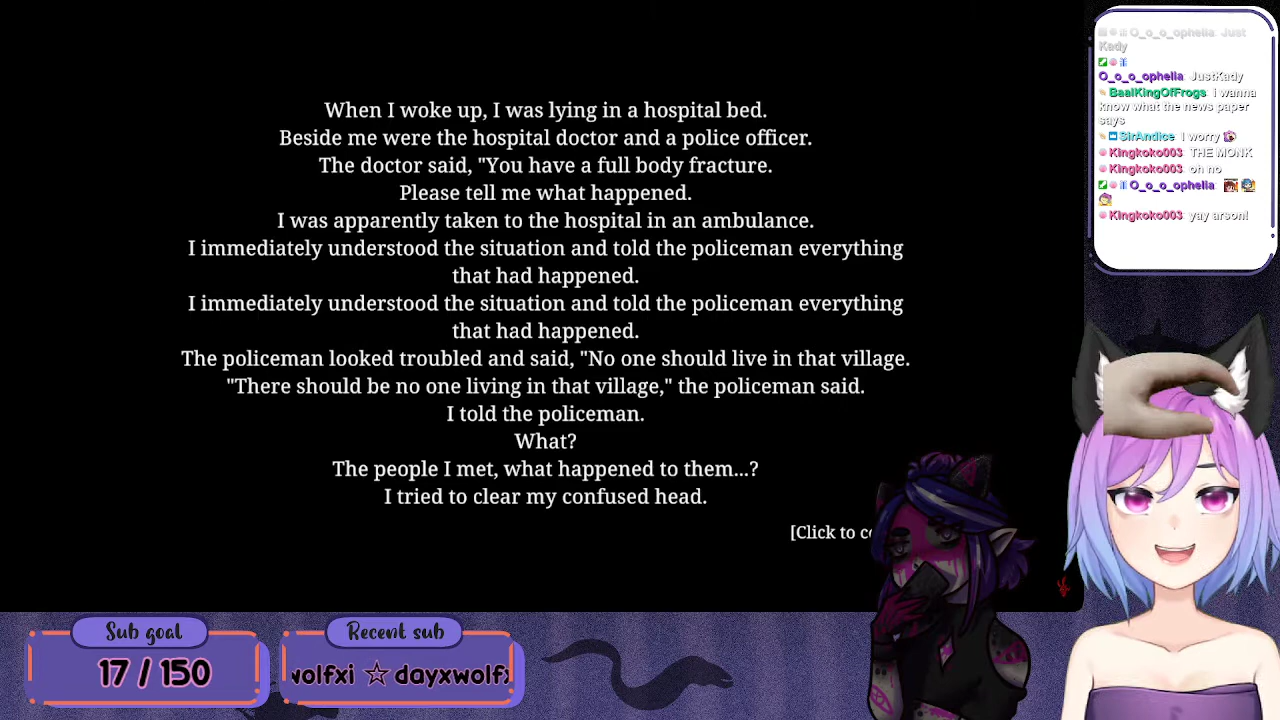 When I woke up, I was lying in a hospital bed.
Beside me were the hospital doctor and a police officer.
The doctor said, "You have a full body fracture.
Please tell me what happened.
I was apparently taken to the hospital in an ambulance.
I immediately understood the situation and told the policeman everything
that had happened.
I immediately understood the situation and told the policeman everything
that had happened.
The policeman looked troubled and said, "No one should live in that village.
"There should be no one living in that village," the policeman said.
I told the policeman.
What?
The people I met, what happened to them...?
I tried to clear my confused head.
[Click to
O_o_o_ophelia: Just
Kady
O_o_o_ophelia: JustKady
BaalKingOfFrogs i wanna
know what the news paper
says
SirAndice I worry
Kingkoko003 THE MONK
Kingkoko003 oh no
O_o_o_ophelia
Kingkoko003 yay arson!
Sub goal
17 / 150
Recent sub
wolfxi ☆ dayxwolfx